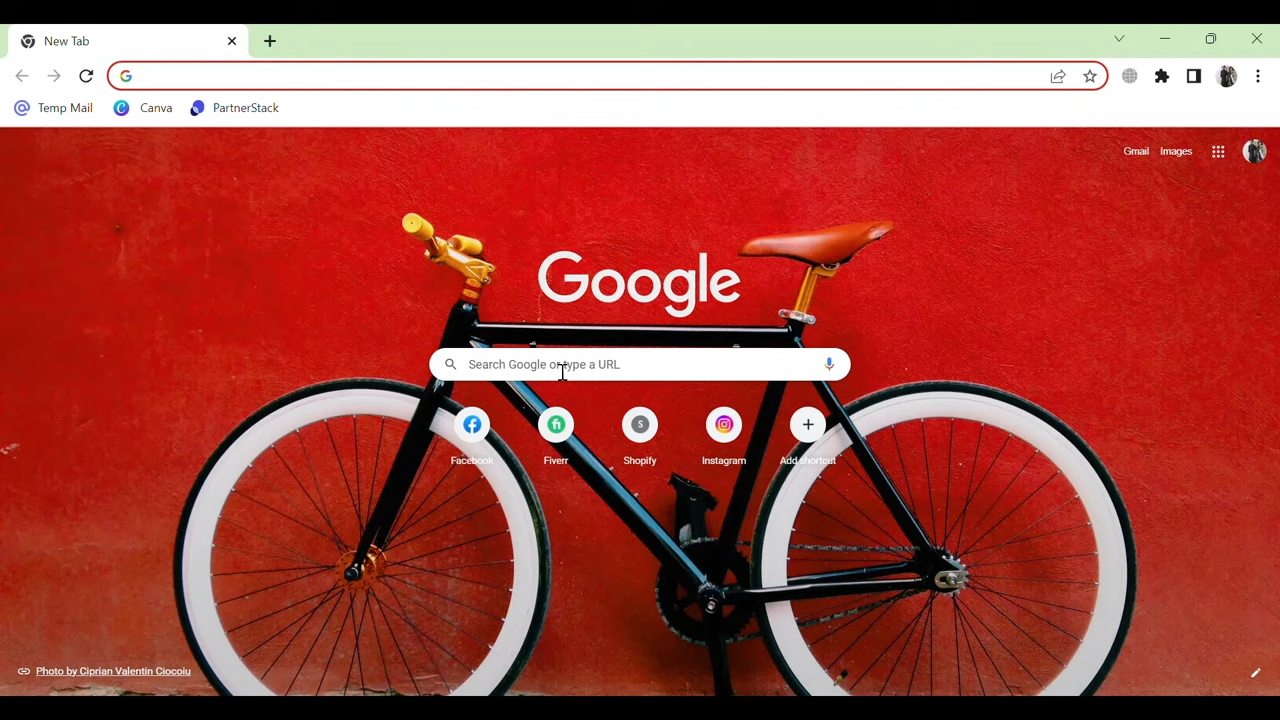 New Tab
Temp Mail Canva PartnerStack
Gmail Images
Google
Search Google or type a URL
S
Facebook Fiverr Shopify Instagram Add shortcut
Photo by Ciprian Valentin Ciocoiu